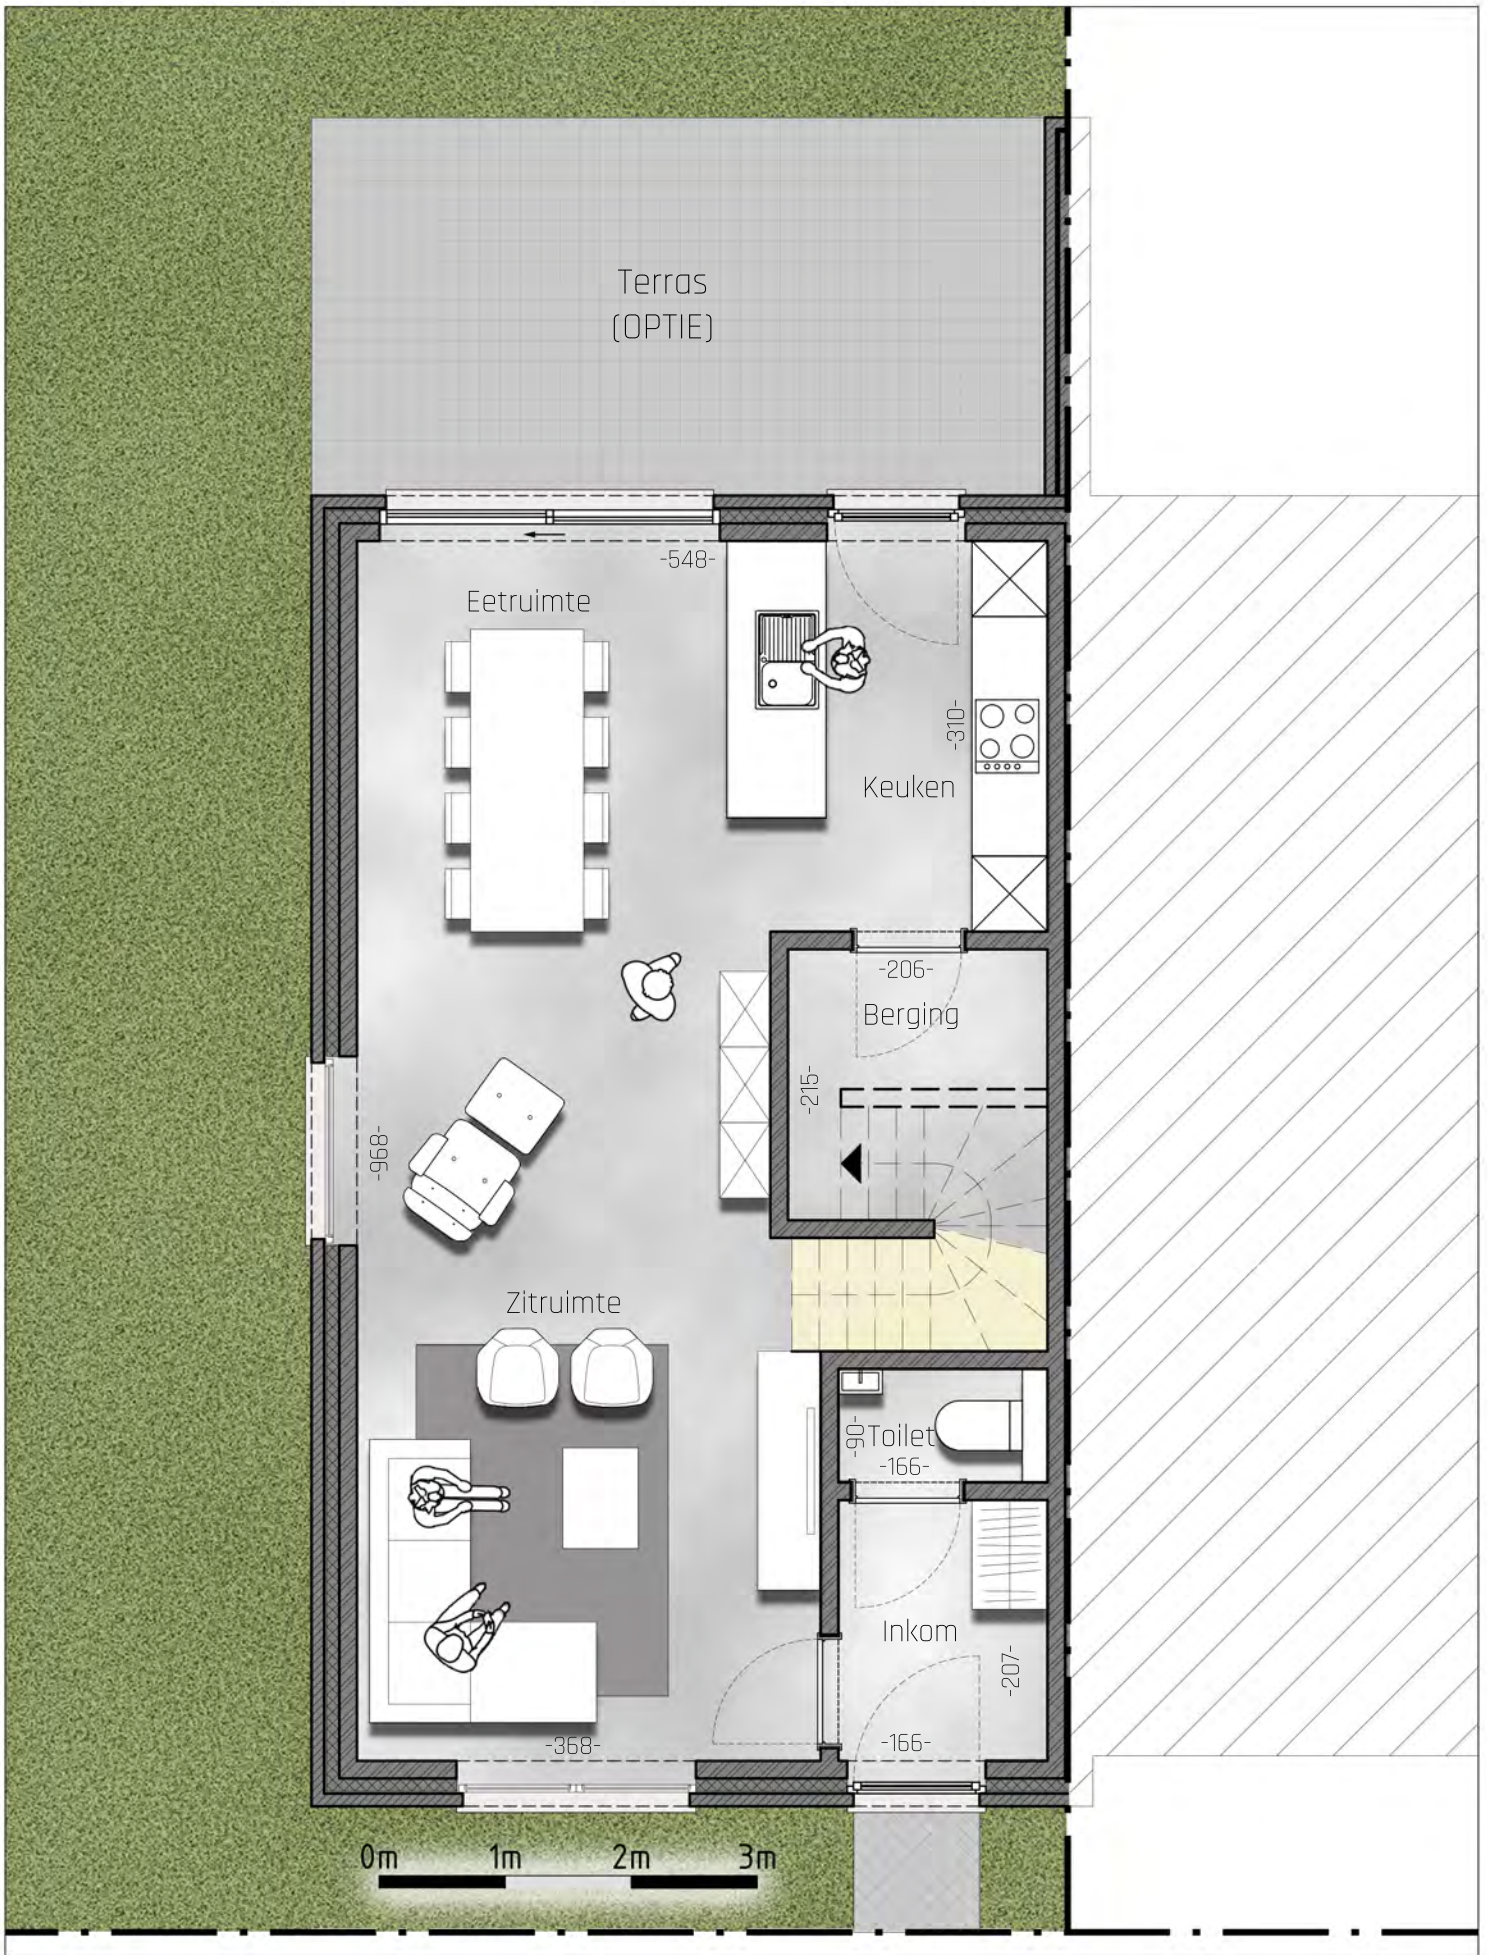 Terras
(OPTIE)
-548-
Eetruimte
-310-
Keuken
-206-
Berging
-215-
-968-
Zitruimte
-90-
Toilet
-166-
Inkom
-207-
-368-
-166-
0m 1m 2m 3m